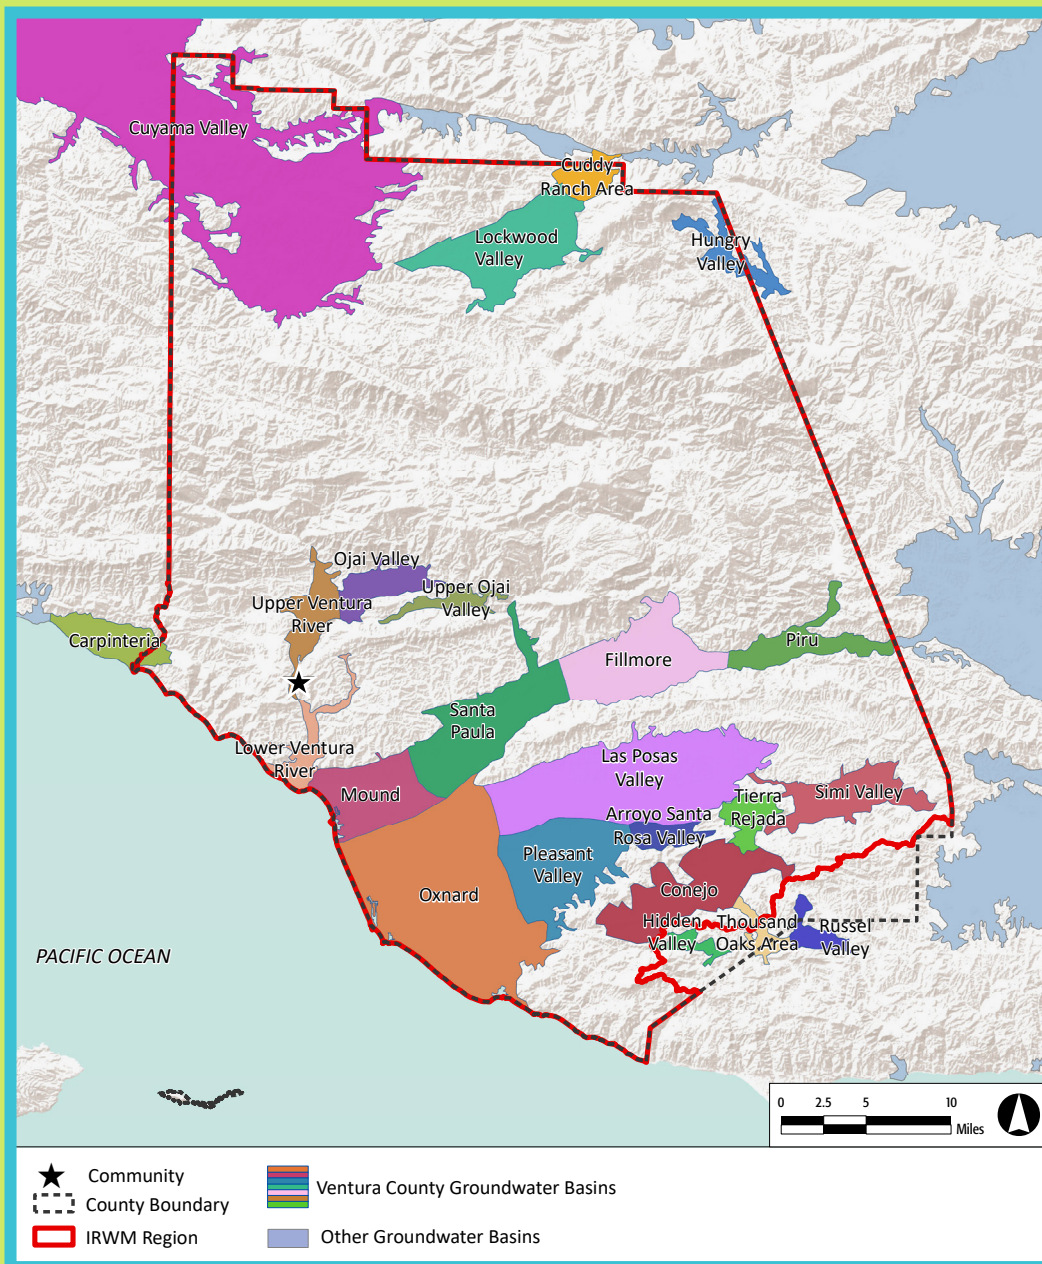 Cuyama Valley
Cuddy
Ranch Area
Lockwood
Valley
Hungry
Valley
Ojai Valley
Upper Ojai
Valley
Upper Ventura
River
Carpinteria
Piru
Fillmore
Santa
Paula
Lower Ventura
River
Las Posas
Valley
Mound
Simi Valley
Tierra
Rejada
Arroyo Santa
Rosa Valley
Pleasant
Valley
Oxnard
Conejo
Hidden
Valley
Thousand
Oaks Area
Russel
Valley
PACIFIC OCEAN
0 2.5 5 10
Miles
Community
County Boundary
IRWM Region
Ventura County Groundwater Basins
Other Groundwater Basins